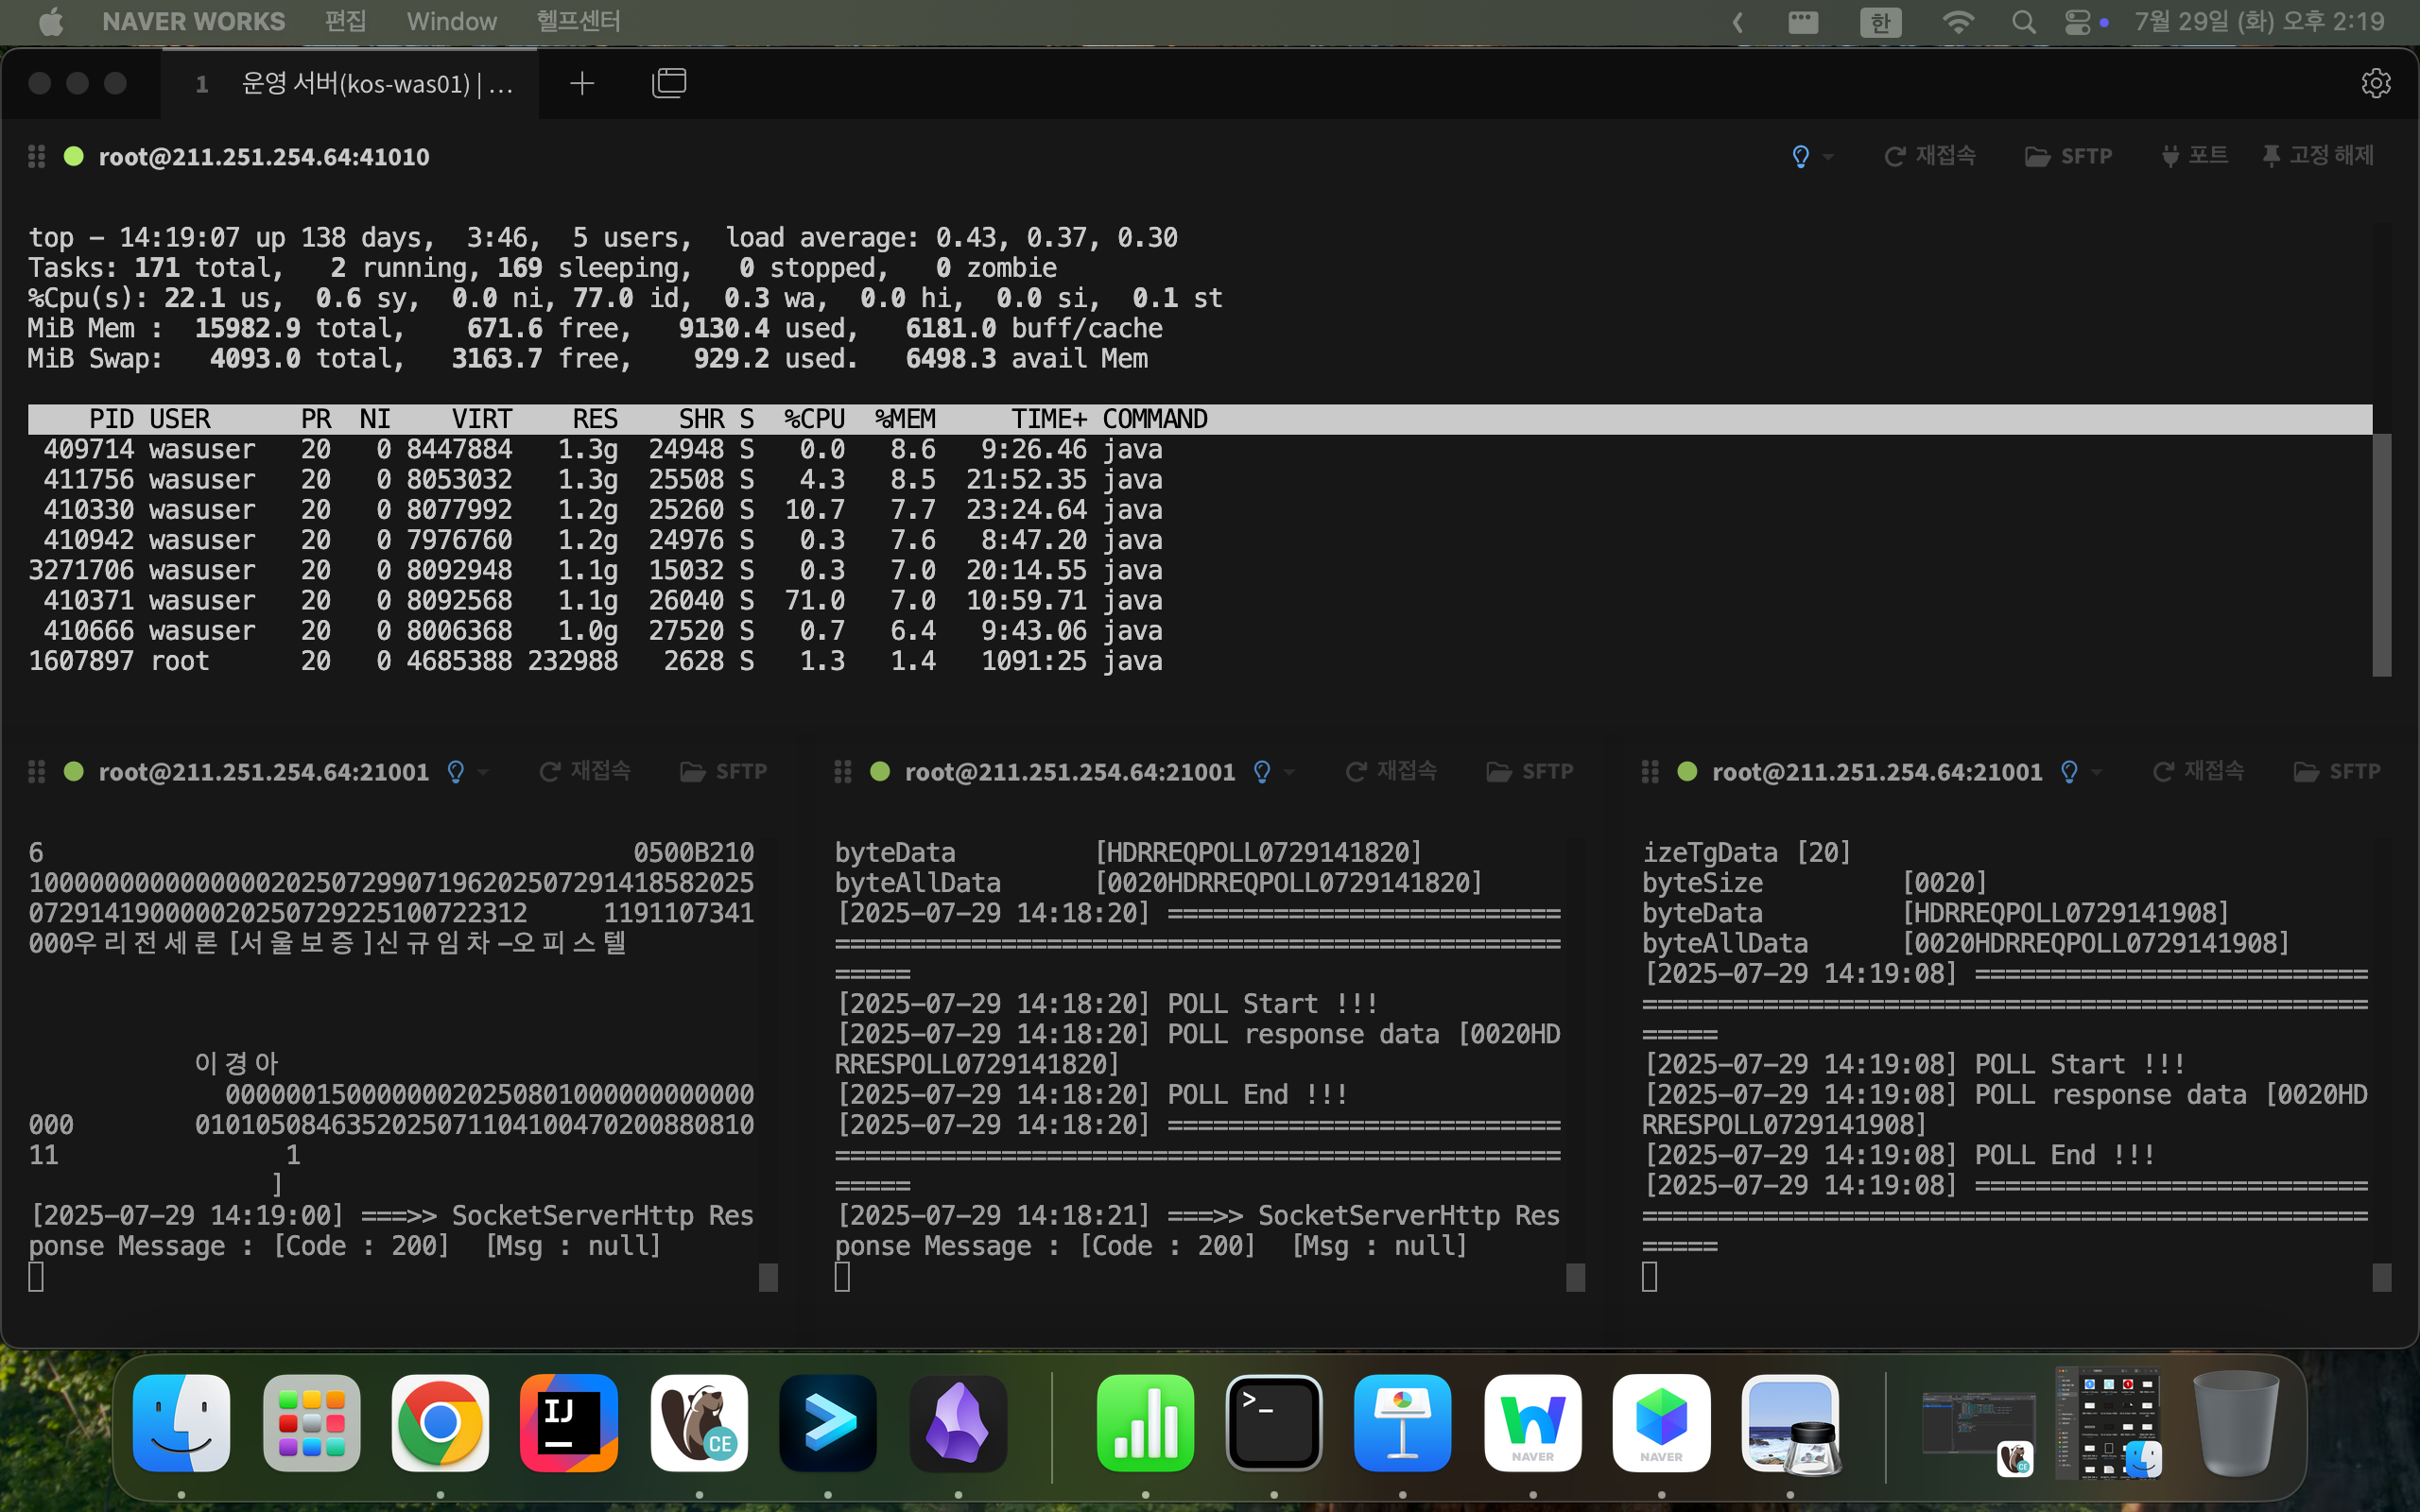 NAVER WORKS 편집 Window 헬프센터 한 7월 29일 (화) 오후 2:19
1 운영 서버(kos-was01) | ...
root@211.251.254.64:41010 재접속 SFTP 포트 고정 해제
top - 14:19:07 up 138 days, 3:46, 5 users, load average: 0.43, 0.37, 0.30
Tasks: 171 total, 2 running, 169 sleeping, 0 stopped, 0 zombie
%Cpu(s): 22.1 us, 0.6 sy, 0.0 ni, 77.0 id, 0.3 wa, 0.0 hi, 0.0 si, 0.1 st
MiB Mem : 15982.9 total, 671.6 free, 9130.4 used, 6181.0 buff/cache
MiB Swap: 4093.0 total, 3163.7 free, 929.2 used. 6498.3 avail Mem
PID USER PR NI VIRT RES SHR S %CPU %MEM TIME+ COMMAND
409714 wasuser 20 0 8447884 1.3g 24948 S 0.0 8.6 9:26.46 java
411756 wasuser 20 0 8053032 1.3g 25508 S 4.3 8.5 21:52.35 java
410330 wasuser 20 0 8077992 1.2g 25260 S 10.7 7.7 23:24.64 java
410942 wasuser 20 0 7976760 1.2g 24976 S 0.3 7.6 8:47.20 java
3271706 wasuser 20 0 8092948 1.1g 15032 S 0.3 7.0 20:14.55 java
410371 wasuser 20 0 8092568 1.1g 26040 S 71.0 7.0 10:59.71 java
410666 wasuser 20 0 8006368 1.0g 27520 S 0.7 6.4 9:43.06 java
1607897 root 20 0 4685388 232988 2628 S 1.3 1.4 1091:25 java
root@211.251.254.64:21001 재접속 SFTP
6 0500B210
100000000000000020250729907196202507291418582025
072914190000020250729225100722312 1191107341
000우리전세론 [서울보증]신규임차-오피스텔
이경아
00000015000000020250801000000000000
000 0101050846352025071104100470200880810
11 1
]
[2025-07-29 14:19:00] ===>> SocketServerHttp Res
ponse Message : [Code : 200] [Msg : null]
root@211.251.254.64:21001 재접속 SFTP
byteData [HDRREQPOLL0729141820]
byteAllData [0020HDRREQPOLL0729141820]
[2025-07-29 14:18:20] ==========================
================================================
=====
[2025-07-29 14:18:20] POLL Start !!!
[2025-07-29 14:18:20] POLL response data [0020HD
RRESPOLL0729141820]
[2025-07-29 14:18:20] POLL End !!!
[2025-07-29 14:18:20] ==========================
================================================
=====
[2025-07-29 14:18:21] ===>> SocketServerHttp Res
ponse Message : [Code : 200] [Msg : null]
root@211.251.254.64:21001 재접속 SFTP
izeTgData [20]
byteSize [0020]
byteData [HDRREQPOLL0729141908]
byteAllData [0020HDRREQPOLL0729141908]
[2025-07-29 14:19:08] ==========================
================================================
=====
[2025-07-29 14:19:08] POLL Start !!!
[2025-07-29 14:19:08] POLL response data [0020HD
RRESPOLL0729141908]
[2025-07-29 14:19:08] POLL End !!!
[2025-07-29 14:19:08] ==========================
================================================
=====
IJ CE >_ NAVER NAVER CE